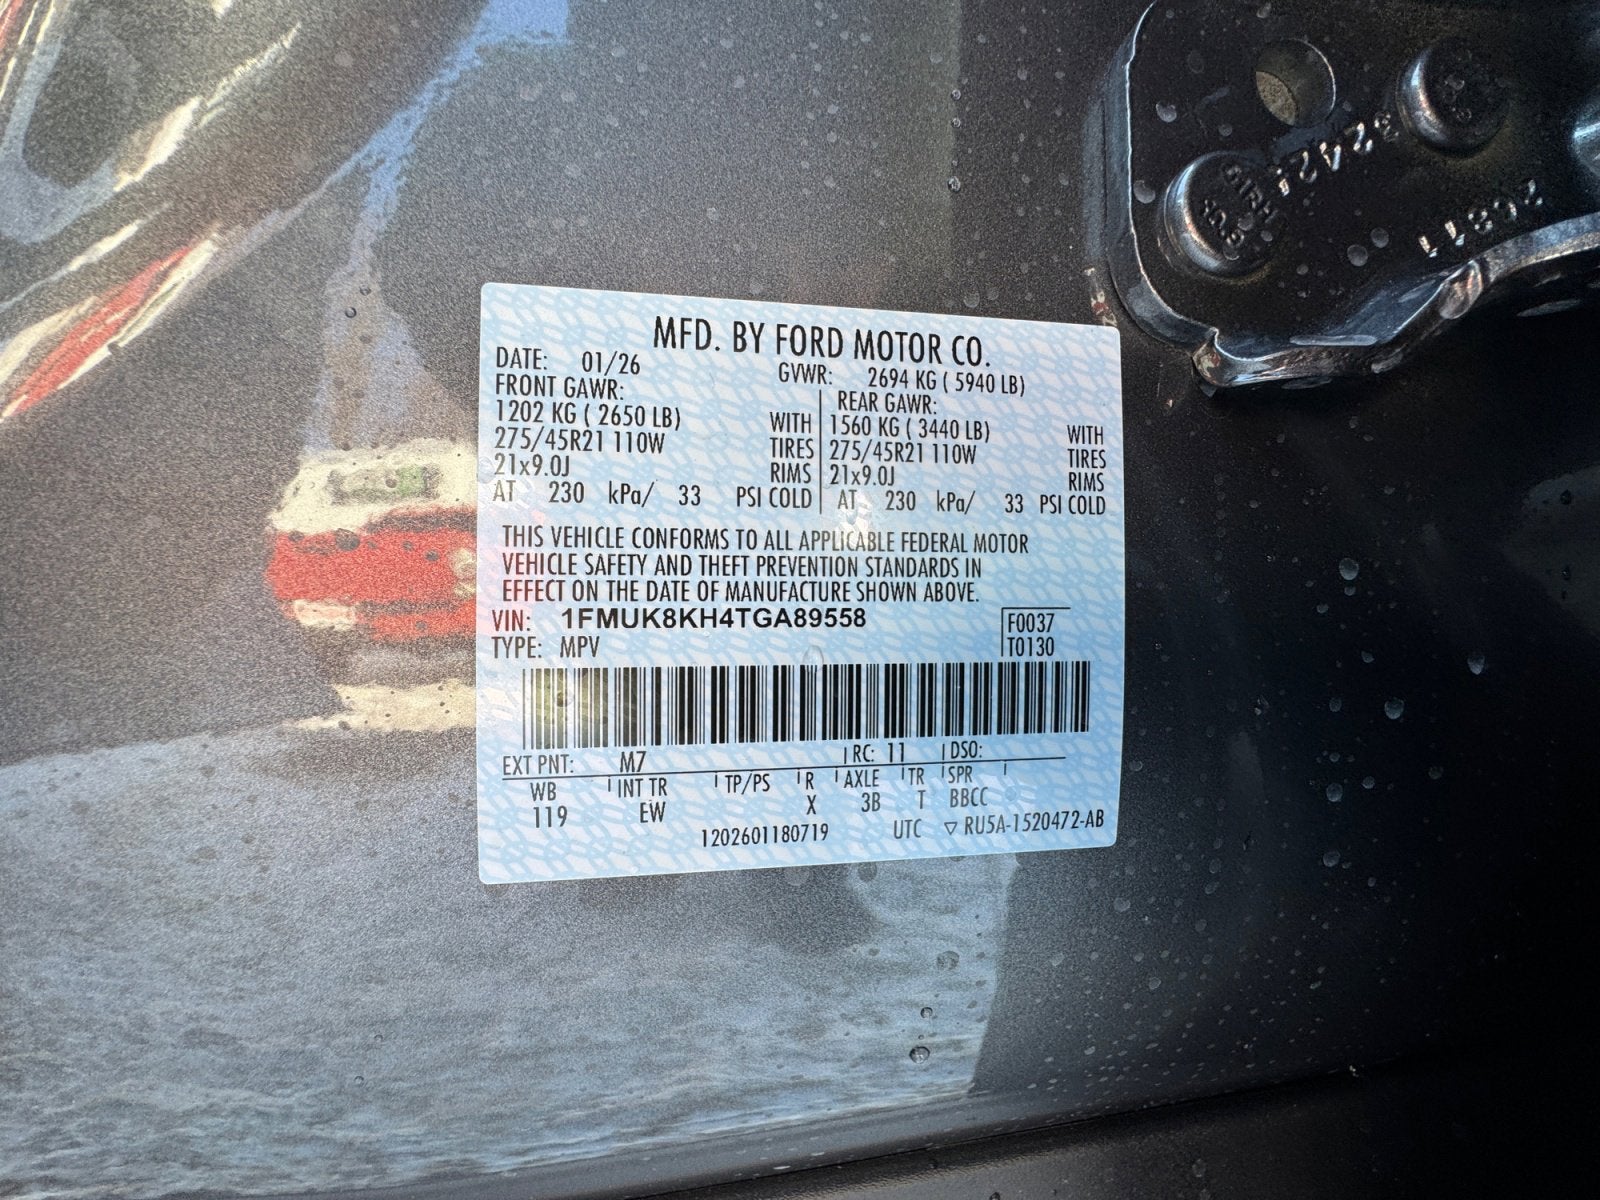 MFD. BY FORD MOTOR CO.
DATE: 01/26 GVWR: 2694 KG ( 5940 LB)
FRONT GAWR: REAR GAWR:
1202 KG ( 2650 LB) WITH 1560 KG ( 3440 LB) WITH
275/45R21 110W TIRES 275/45R21 110W TIRES
21x9.0J RIMS 21x9.0J RIMS
AT 230 kPa/ 33 PSI COLD AT 230 kPa/ 33 PSI COLD
THIS VEHICLE CONFORMS TO ALL APPLICABLE FEDERAL MOTOR
VEHICLE SAFETY AND THEFT PREVENTION STANDARDS IN
EFFECT ON THE DATE OF MANUFACTURE SHOWN ABOVE.
VIN: 1FMUK8KH4TGA89558 F0037
TYPE: MPV T0130
EXT PNT: M7 RC: 11 DSO:
WB INT TR TP/PS R AXLE TR SPR
119 EW X 3B T BBCC
1202601180719 UTC ▽ RU5A-1520472-AB